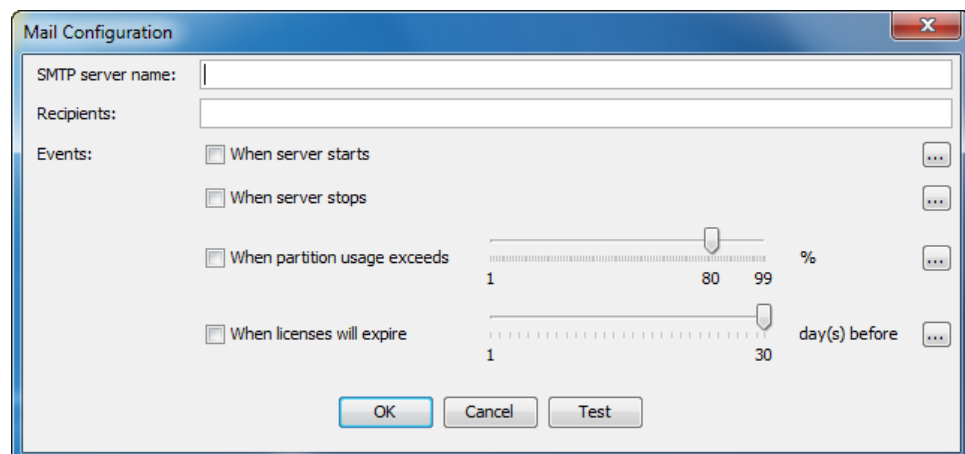 Mail Configuration
SMTP server name:
Recipients:
Events: When server starts ...
When server stops ...
When partition usage exceeds % ...
1 80 99
When licenses will expire day(s) before ...
1 30
OK Cancel Test